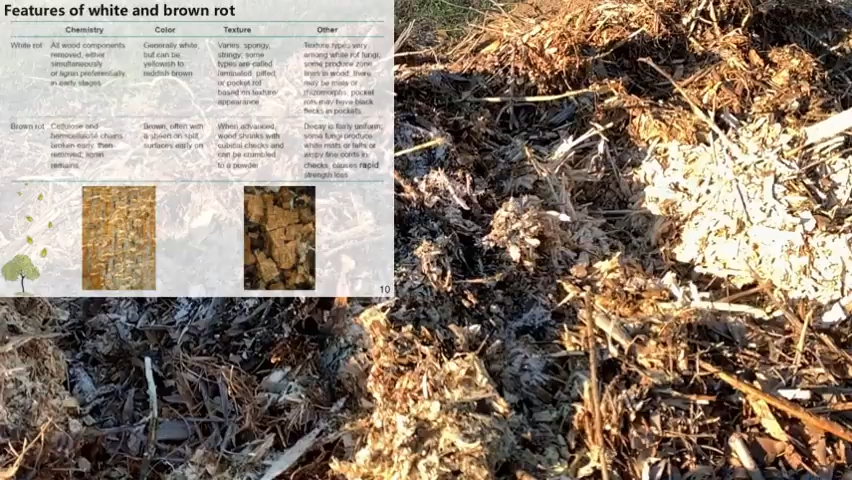 Features of white and brown rot
Chemistry Color Texture Other
White rot All wood components Generally white, Varies, spongy, Texture types vary
removed, either but can be stringy, some among white rot fungi,
simultaneously yellowish to types are called some produce zone
or lignin preferentially reddish brown laminated, pitted, lines in wood, there
in early stages or pocket rot may be mats or
based on texture/ rhizomorphs, pocket
appearance rots may have black
flecks in pockets
Brown rot Cellulose and Brown, often with When advanced, Decay is fairly uniform,
hemicellulose chains a sheen on split wood shrinks with some fungi produce
broken early, then surfaces early on cubical checks and white mats or felts or
removed, lignin can be crumbled wispy fine cords in
remains to a powder checks, causes rapid
strength loss
10